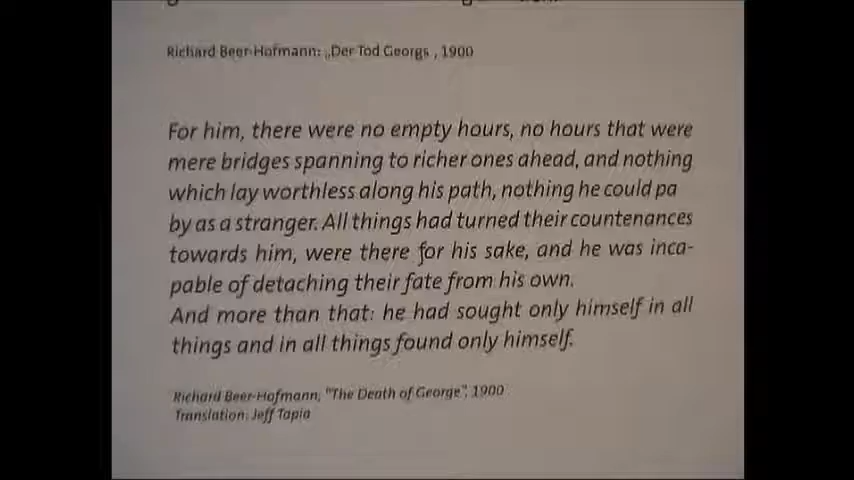 Richard Beer-Hofmann: „Der Tod Georgs, 1900
For him, there were no empty hours, no hours that were
mere bridges spanning to richer ones ahead, and nothing
which lay worthless along his path, nothing he could pa
by as a stranger. All things had turned their countenances
towards him, were there for his sake, and he was inca-
pable of detaching their fate from his own.
And more than that: he had sought only himself in all
things and in all things found only himself.
Richard Beer-Hofmann, "The Death of George", 1900
Translation: Jeff Tapia